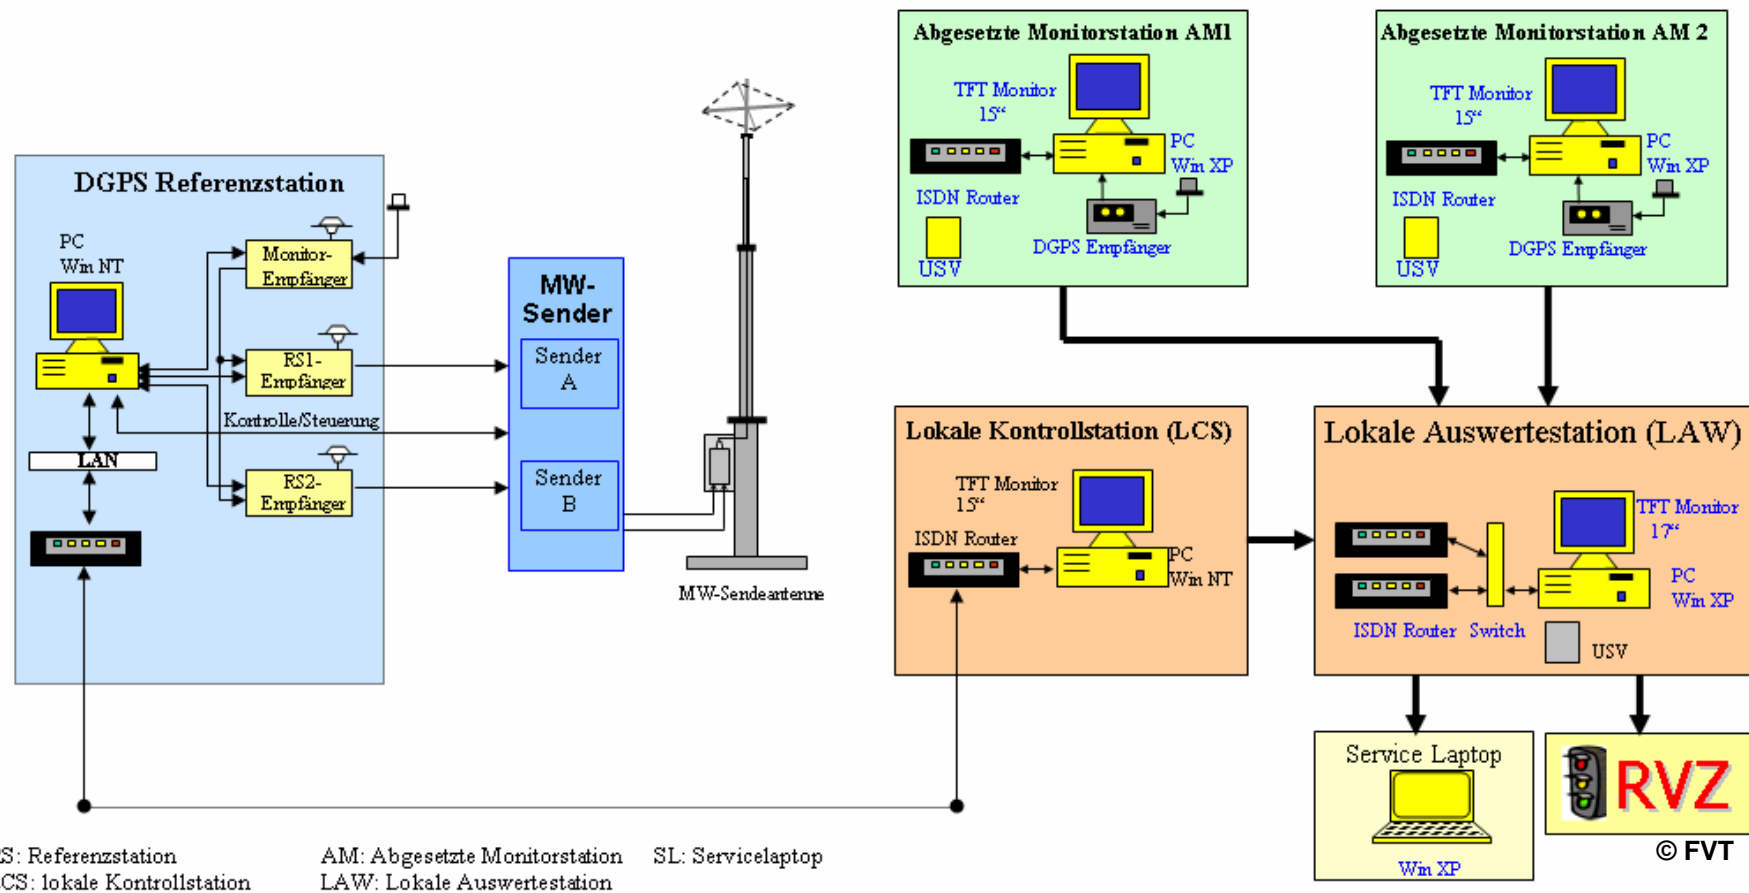 DGPS Referenzstation
PC
Win NT
Monitor-
Empfänger
RS1-
Empfänger
Kontrolle/Steuerung
LAN
RS2-
Empfänger
MW-
Sender
Sender
A
Sender
B
MW-Sendeantenne
Abgesetzte Monitorstation AM1
TFT Monitor
15“
PC
Win XP
ISDN Router
DGPS Empfänger
USV
Abgesetzte Monitorstation AM 2
TFT Monitor
15“
PC
Win XP
ISDN Router
DGPS Empfänger
USV
Lokale Kontrollstation (LCS)
TFT Monitor
15“
ISDN Router
PC
Win NT
Lokale Auswertestation (LAW)
TFT Monitor
17“
PC
Win XP
ISDN Router Switch
USV
Service Laptop
Win XP
RVZ
© FVT
RS: Referenzstation AM: Abgesetzte Monitorstation SL: Servicelaptop
LCS: lokale Kontrollstation LAW: Lokale Auswertestation